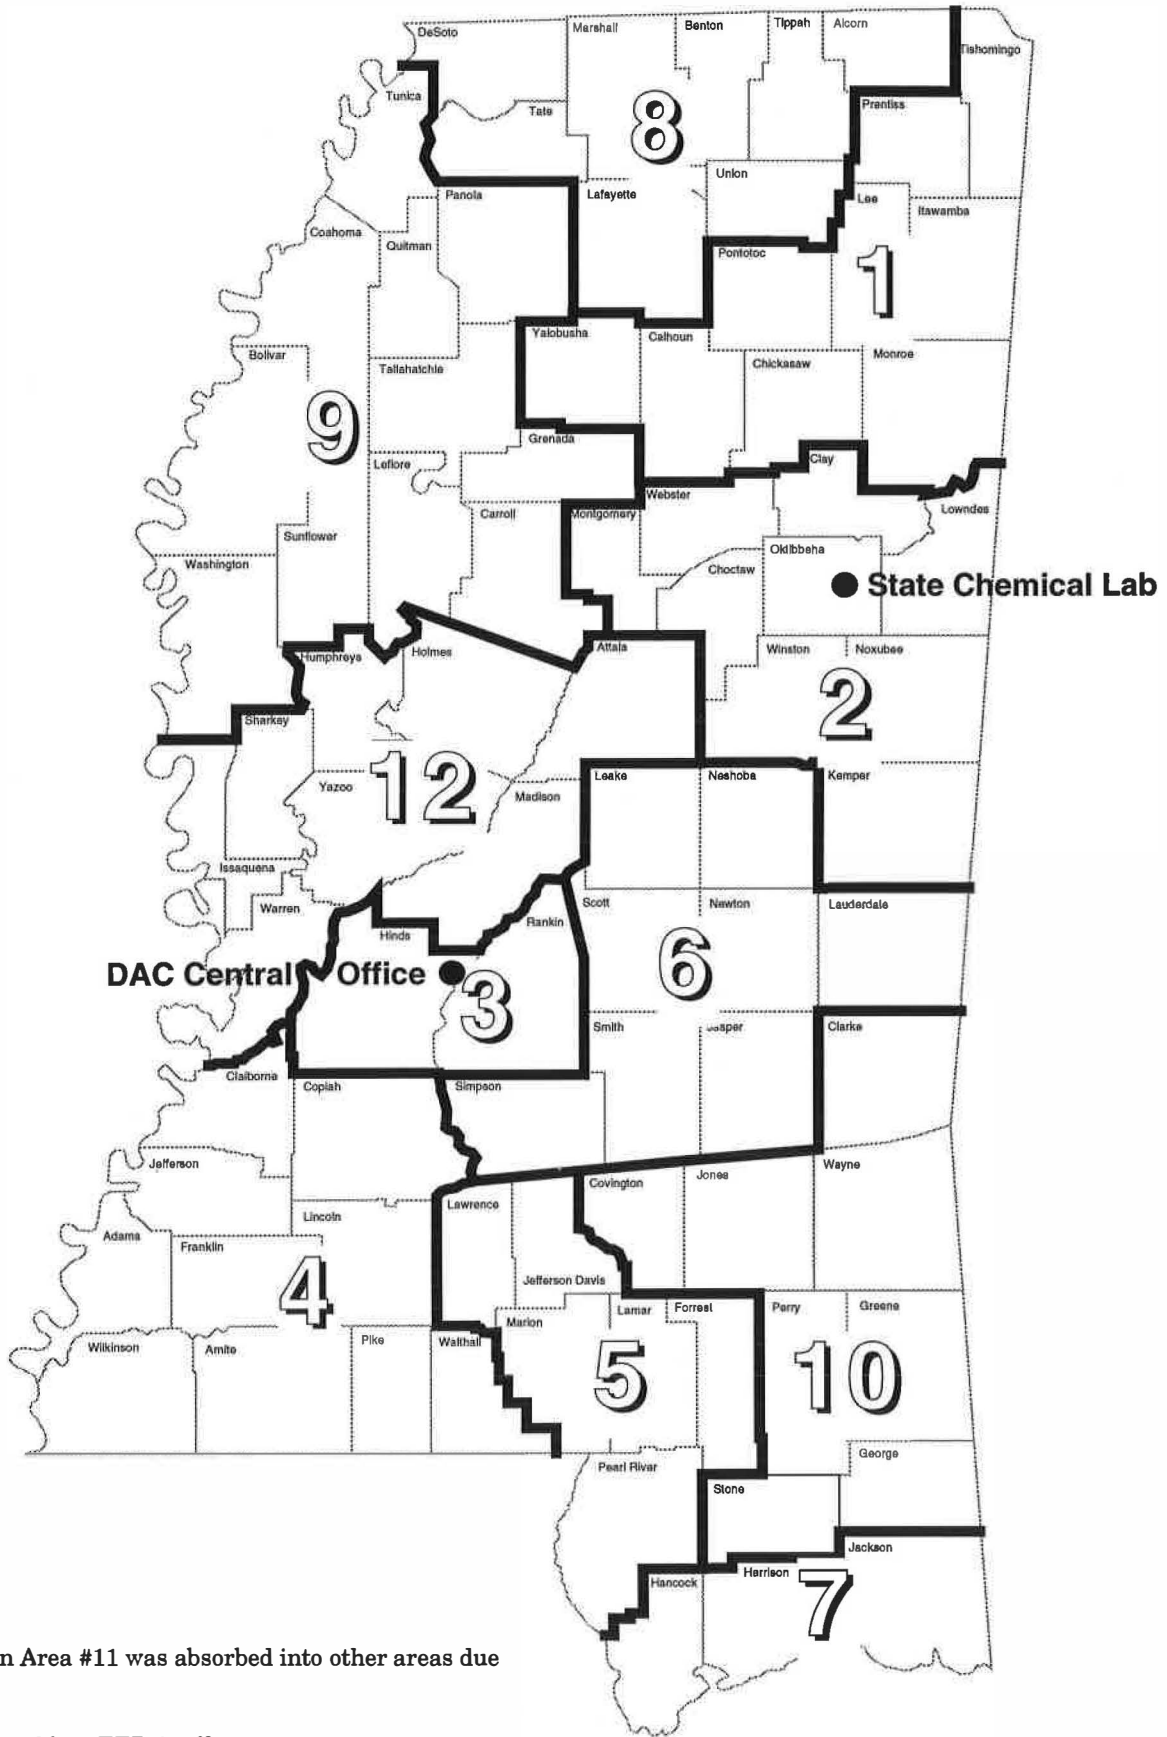 DeSoto
Marshall
Benton
Tippah
Alcorn
Tishomingo
Tunica
Tate
8
Prentiss
Panola
Lafayette
Union
Lee
Itawamba
Coahoma
Quitman
Pontotoc
1
Yalobusha
Calhoun
Bolivar
Tallahatchie
Chickasaw
Monroe
9
Grenada
Leflore
Clay
Webster
Carroll
Montgomery
Lowndes
Sunflower
Washington
Choctaw
Oktibbeha
State Chemical Lab
Humphreys
Holmes
Attala
Winston
Noxubee
2
Sharkey
12
Yazoo
Madison
Leake
Neshoba
Kemper
Issaquena
Warren
Hinds
Rankin
Scott
Newton
Lauderdale
DAC Central Office
3
6
Smith
Jasper
Clarke
Claiborne
Copiah
Simpson
Jefferson
Lawrence
Covington
Jones
Wayne
Adams
Franklin
Lincoln
4
Jefferson Davis
Lamar
Forrest
Perry
Greene
Wilkinson
Amite
Pike
Walthall
Marion
5
10
Pearl River
George
Stone
Hancock
Harrison
Jackson
7
n Area #11 was absorbed into other areas due